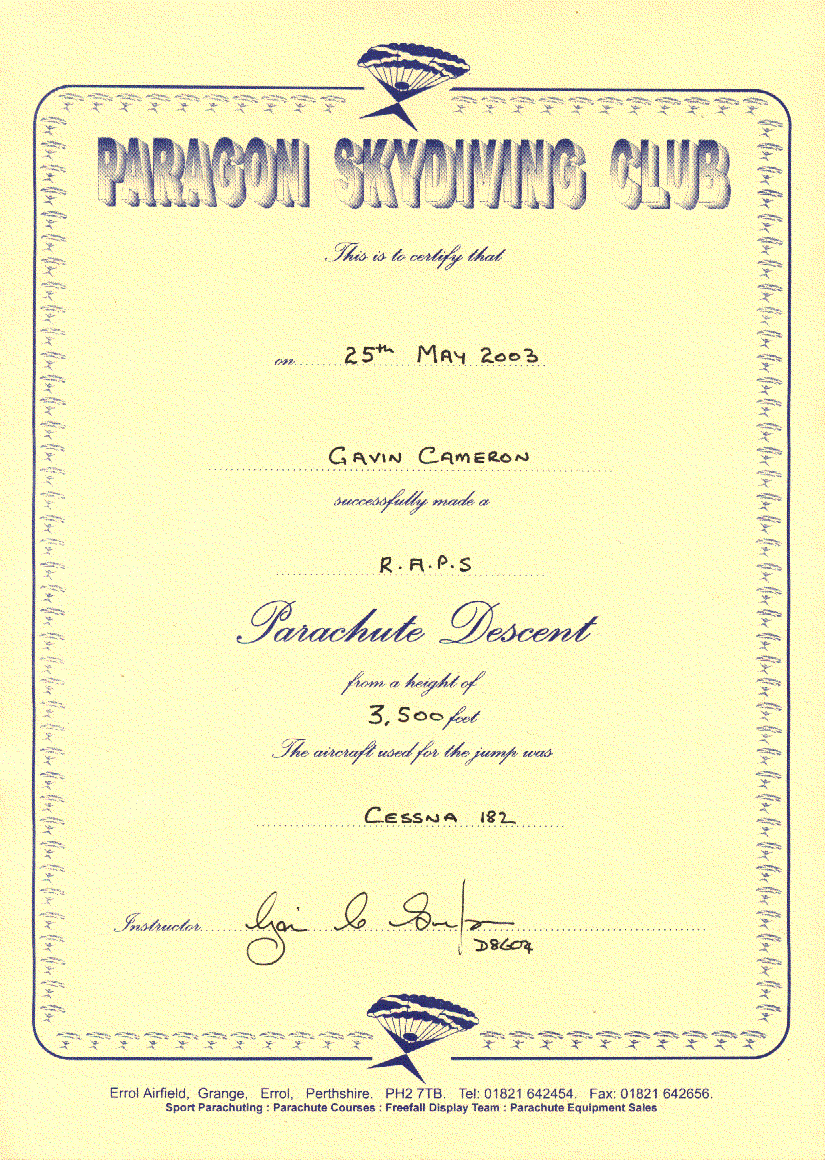 PARAGON SKYDIVING CLUB
This is to certify that
on 25th MAY 2003
GAVIN CAMERON
successfully made a
R.A.P.S
Parachute Descent
from a height of
3,500 feet
The aircraft used for the jump was
CESSNA 182
Instructor
D8604
Errol Airfield, Grange, Errol, Perthshire. PH2 7TB. Tel: 01821 642454. Fax: 01821 642656.
Sport Parachuting : Parachute Courses : Freefall Display Team : Parachute Equipment Sales